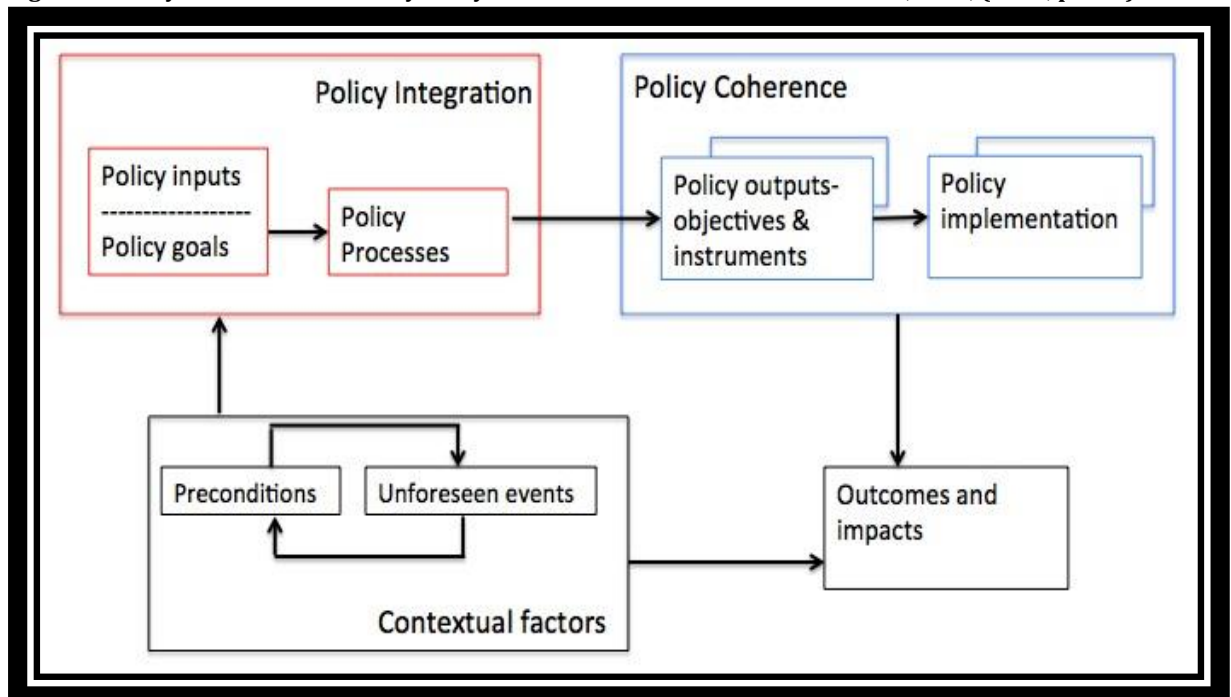 Policy Integration
Policy inputs
-------------------
Policy goals
Policy
Processes
Policy Coherence
Policy outputs-
objectives &
instruments
Policy
implementation
Preconditions
Unforeseen events
Contextual factors
Outcomes and
impacts